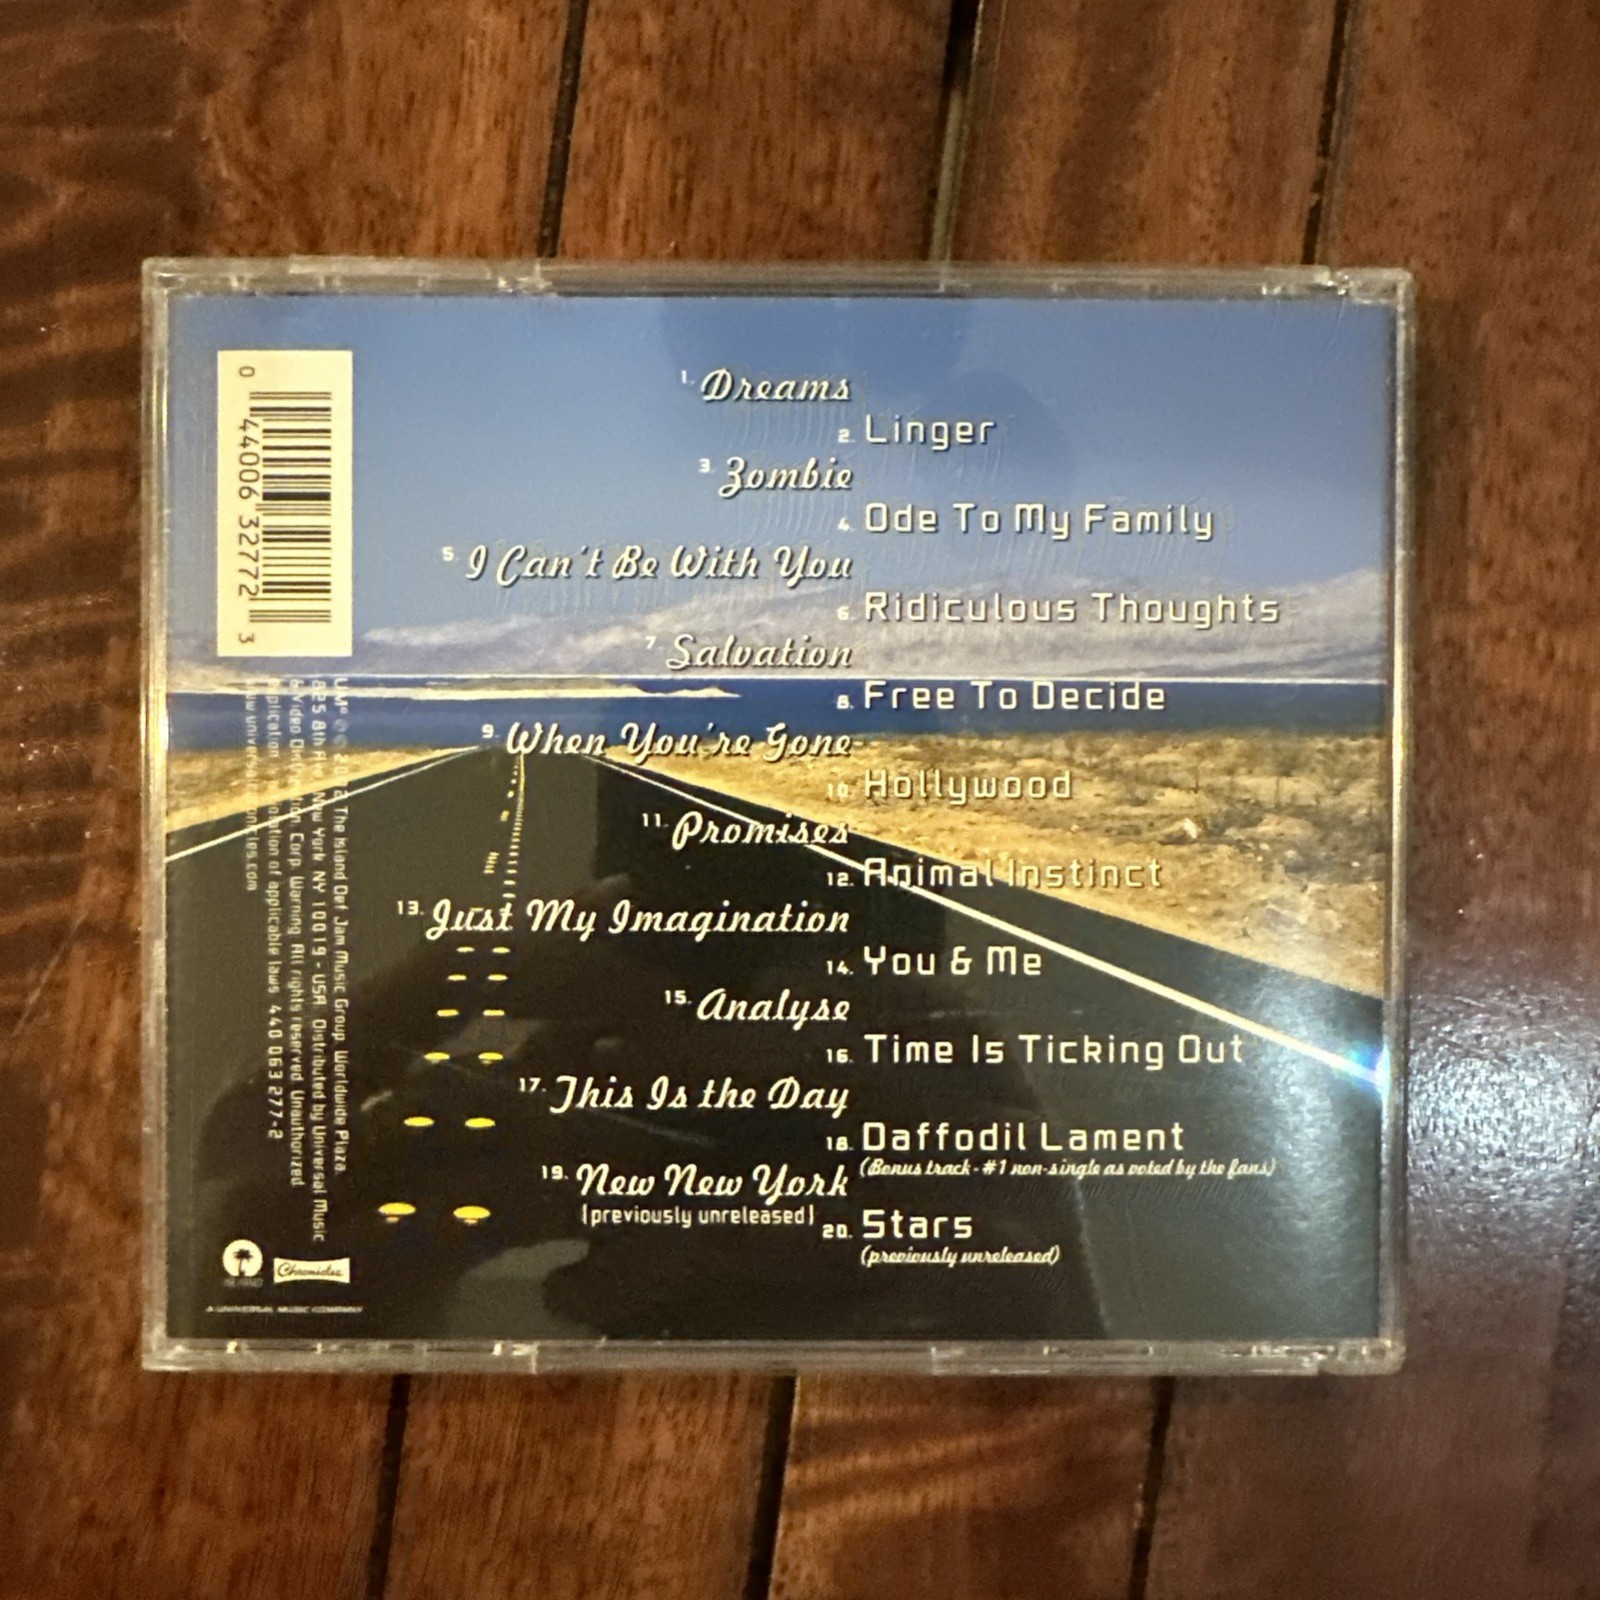 1. Dreams
2. Linger
3. Zombie
4. Ode To My Family
5. I Can't Be With You
6. Ridiculous Thoughts
7. Salvation
8. Free To Decide
9. When You're Gone
10. Hollywood
11. Promises
12. Animal Instinct
13. Just My Imagination
14. You & Me
15. Analyse
16. Time Is Ticking Out
17. This Is the Day
18. Daffodil Lament
(Bonus track - #1 non-single as voted by the fans)
19. New New York
(previously unreleased)
20. Stars
(previously unreleased)
0 44006 32772 3
The Island Def Jam Music Group Worldwide Plaza,
825 8th Ave New York NY 10019 - USA Distributed by Universal Music
& Video Distribution Corp. Warning. All rights reserved. Unauthorized
duplication violation of applicable laws 440 063 277-2
ISLAND
Chronicles
A UNIVERSAL MUSIC COMPANY